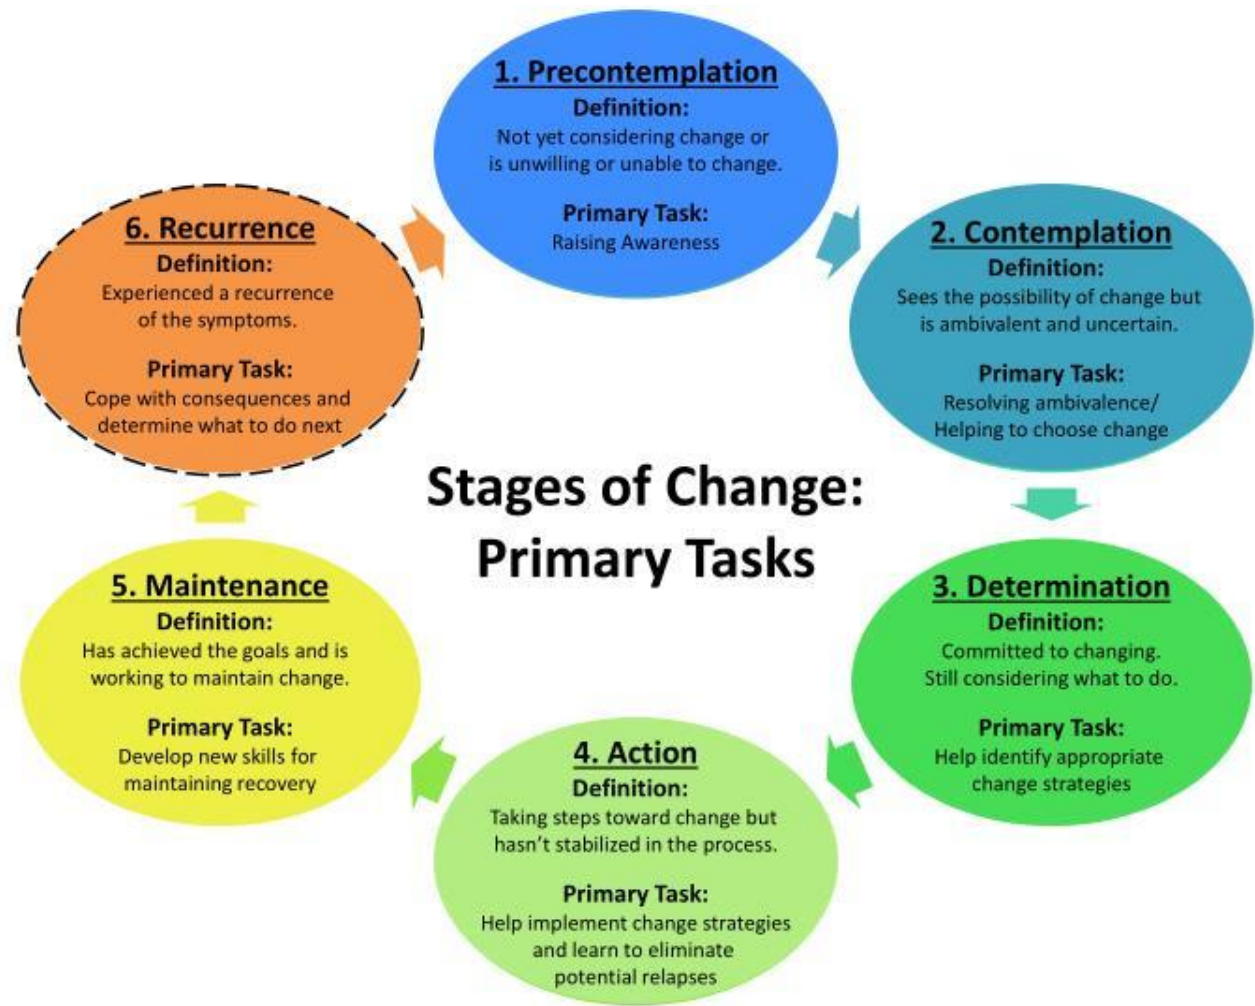 1. Precontemplation
Definition:
Not yet considering change or
is unwilling or unable to change.
Primary Task:
Raising Awareness
2. Contemplation
Definition:
Sees the possibility of change but
is ambivalent and uncertain.
Primary Task:
Resolving ambivalence/
Helping to choose change
3. Determination
Definition:
Committed to changing.
Still considering what to do.
Primary Task:
Help identify appropriate
change strategies
4. Action
Definition:
Taking steps toward change but
hasn't stabilized in the process.
Primary Task:
Help implement change strategies
and learn to eliminate
potential relapses
5. Maintenance
Definition:
Has achieved the goals and is
working to maintain change.
Primary Task:
Develop new skills for
maintaining recovery
6. Recurrence
Definition:
Experienced a recurrence
of the symptoms.
Primary Task:
Cope with consequences and
determine what to do next
Stages of Change:
Primary Tasks